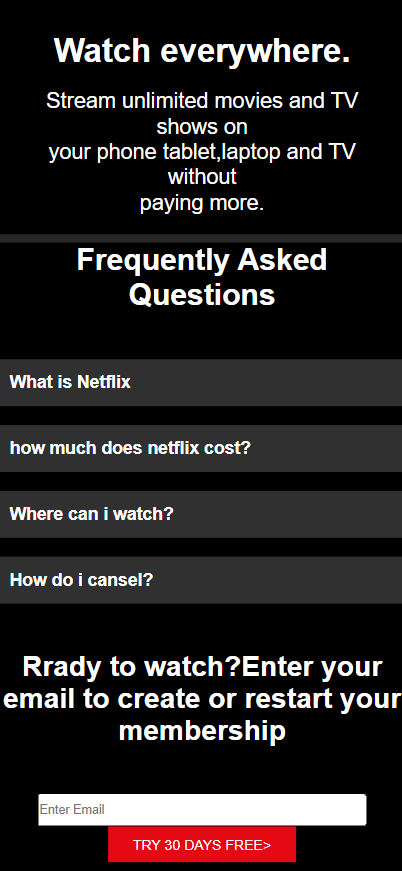 Watch everywhere.
Stream unlimited movies and TV
shows on
your phone tablet,laptop and TV
without
paying more.
Frequently Asked
Questions
What is Netflix
how much does netflix cost?
Where can i watch?
How do i cansel?
Rrady to watch?Enter your
email to create or restart your
membership
Enter Email
TRY 30 DAYS FREE>